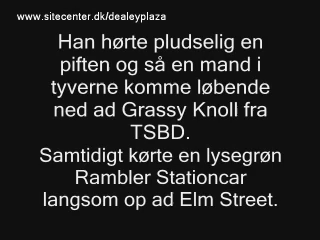 www.sitecenter.dk/dealeyplaza
Han hørte pludselig en
piften og så en mand i
tyverne komme løbende
ned ad Grassy Knoll fra
TSBD.
Samtidigt kørte en lysegrøn
Rambler Stationcar
langsom op ad Elm Street.